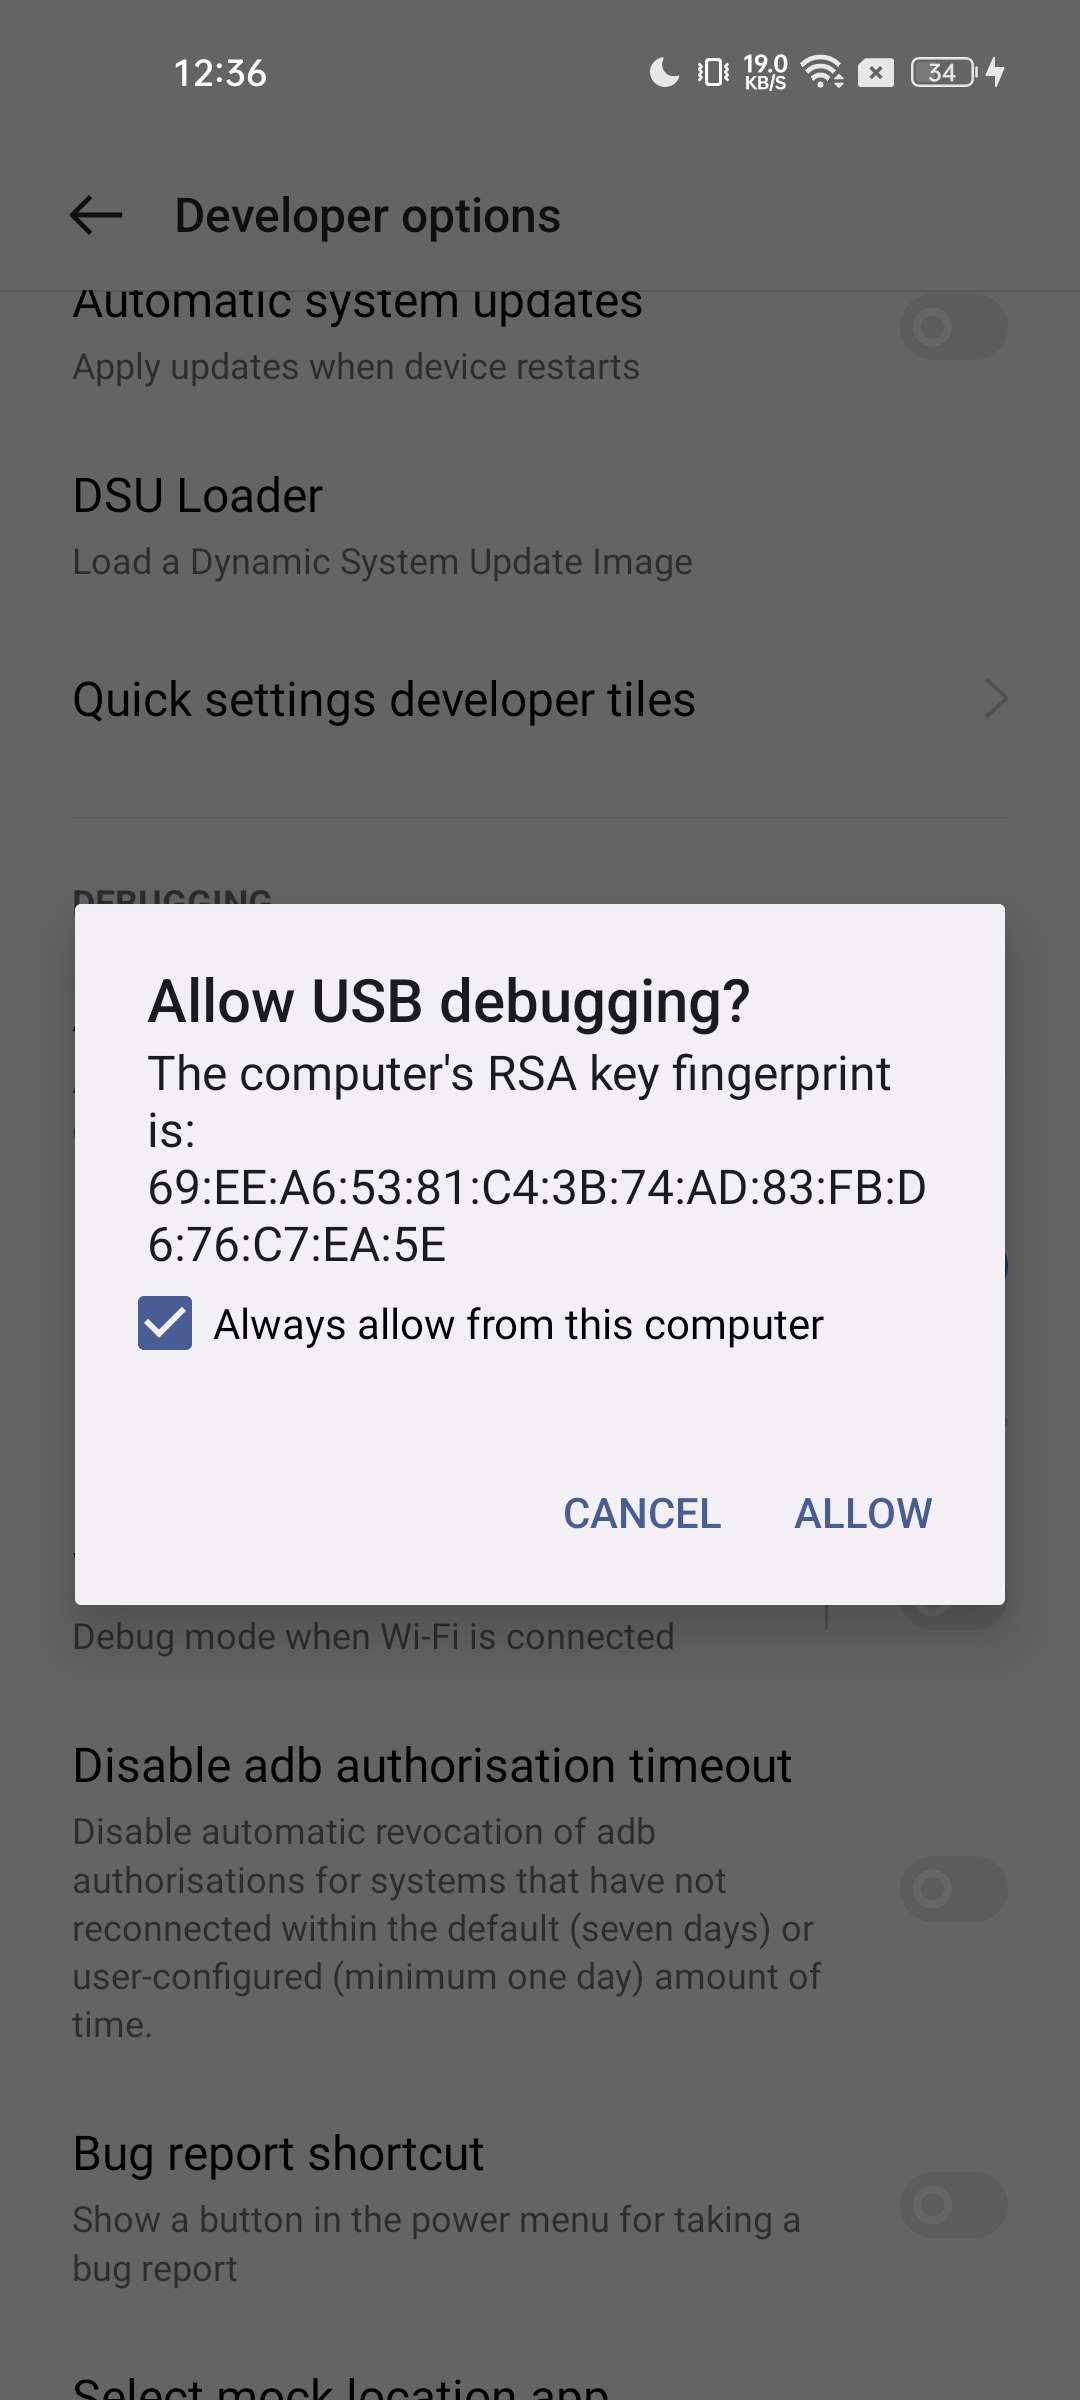 12:36
19.0
KB/S
34
Developer options
Automatic system updates
Apply updates when device restarts
DSU Loader
Load a Dynamic System Update Image
Quick settings developer tiles
DEBUGGING
Allow USB debugging?
The computer's RSA key fingerprint
is:
69:EE:A6:53:81:C4:3B:74:AD:83:FB:D
6:76:C7:EA:5E
Always allow from this computer
CANCEL
ALLOW
Debug mode when Wi-Fi is connected
Disable adb authorisation timeout
Disable automatic revocation of adb
authorisations for systems that have not
reconnected within the default (seven days) or
user-configured (minimum one day) amount of
time.
Bug report shortcut
Show a button in the power menu for taking a
bug report
Select mock location app